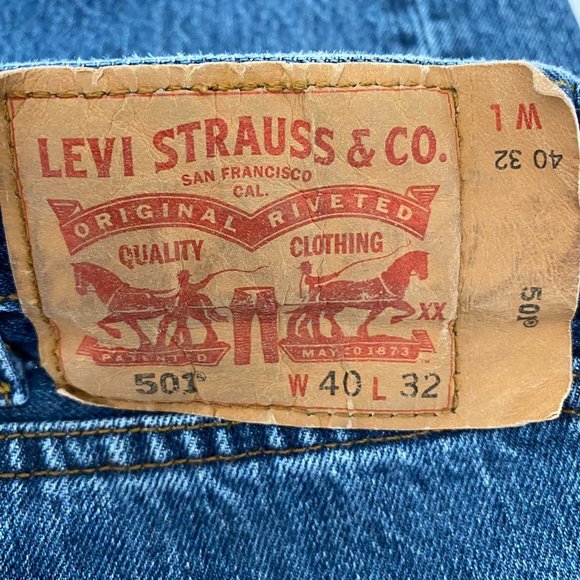 LEVI STRAUSS & CO.
SAN FRANCISCO
CAL.
ORIGINAL RIVETED
QUALITY CLOTHING
XX
PATENTED MAY 20 1873
501® W 40 L 32
W L
40 32
501®